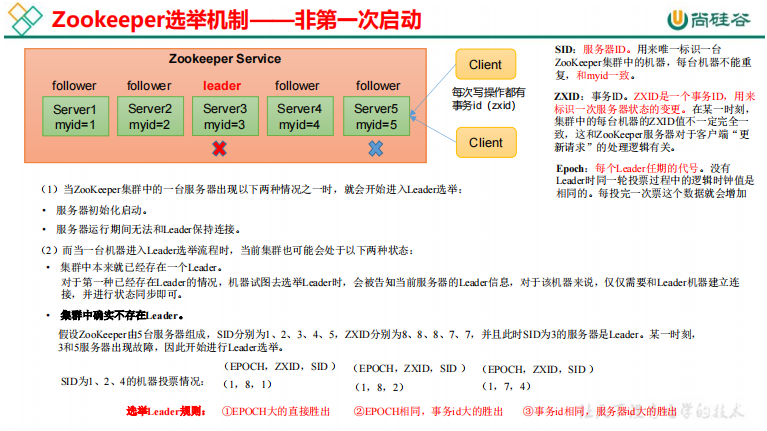 Zookeeper选举机制——非第一次启动
尚硅谷
Zookeeper Service
follower follower leader follower follower
Server1 Server2 Server3 Server4 Server5
myid=1 myid=2 myid=3 myid=4 myid=5
Client
每次写操作都有
事务id（zxid）
Client
SID：服务器ID。用来唯一标识一台
ZooKeeper集群中的机器，每台机器不能重
复，和myid一致。
ZXID：事务ID。ZXID是一个事务ID，用来
标识一次服务器状态的变更。在某一时刻，
集群中的每台机器的ZXID值不一定完全一
致，这和ZooKeeper服务器对于客户端“更
新请求”的处理逻辑有关。
Epoch：每个Leader任期的代号。没有
Leader时同一轮投票过程中的逻辑时钟值是
相同的。每投完一次票这个数据就会增加
（1）当ZooKeeper集群中的一台服务器出现以下两种情况之一时，就会开始进入Leader选举：
• 服务器初始化启动。
• 服务器运行期间无法和Leader保持连接。
（2）而当一台机器进入Leader选举流程时，当前集群也可能会处于以下两种状态：
• 集群中本来就已经存在一个Leader。
对于第一种已经存在Leader的情况，机器试图去选举Leader时，会被告知当前服务器的Leader信息，对于该机器来说，仅仅需要和Leader机器建立连
接，并进行状态同步即可。
• 集群中确实不存在Leader。
假设ZooKeeper由5台服务器组成，SID分别为1、2、3、4、5，ZXID分别为8、8、8、7、7，并且此时SID为3的服务器是Leader。某一时刻，
3和5服务器出现故障，因此开始进行Leader选举。
（EPOCH，ZXID，SID ） （EPOCH，ZXID，SID ） （EPOCH，ZXID，SID ）
SID为1、2、4的机器投票情况： （1，8，1） （1，8，2） （1，7，4）
选举Leader规则： ①EPOCH大的直接胜出 ②EPOCH相同，事务id大的胜出 ③事务id相同，服务器id大的胜出